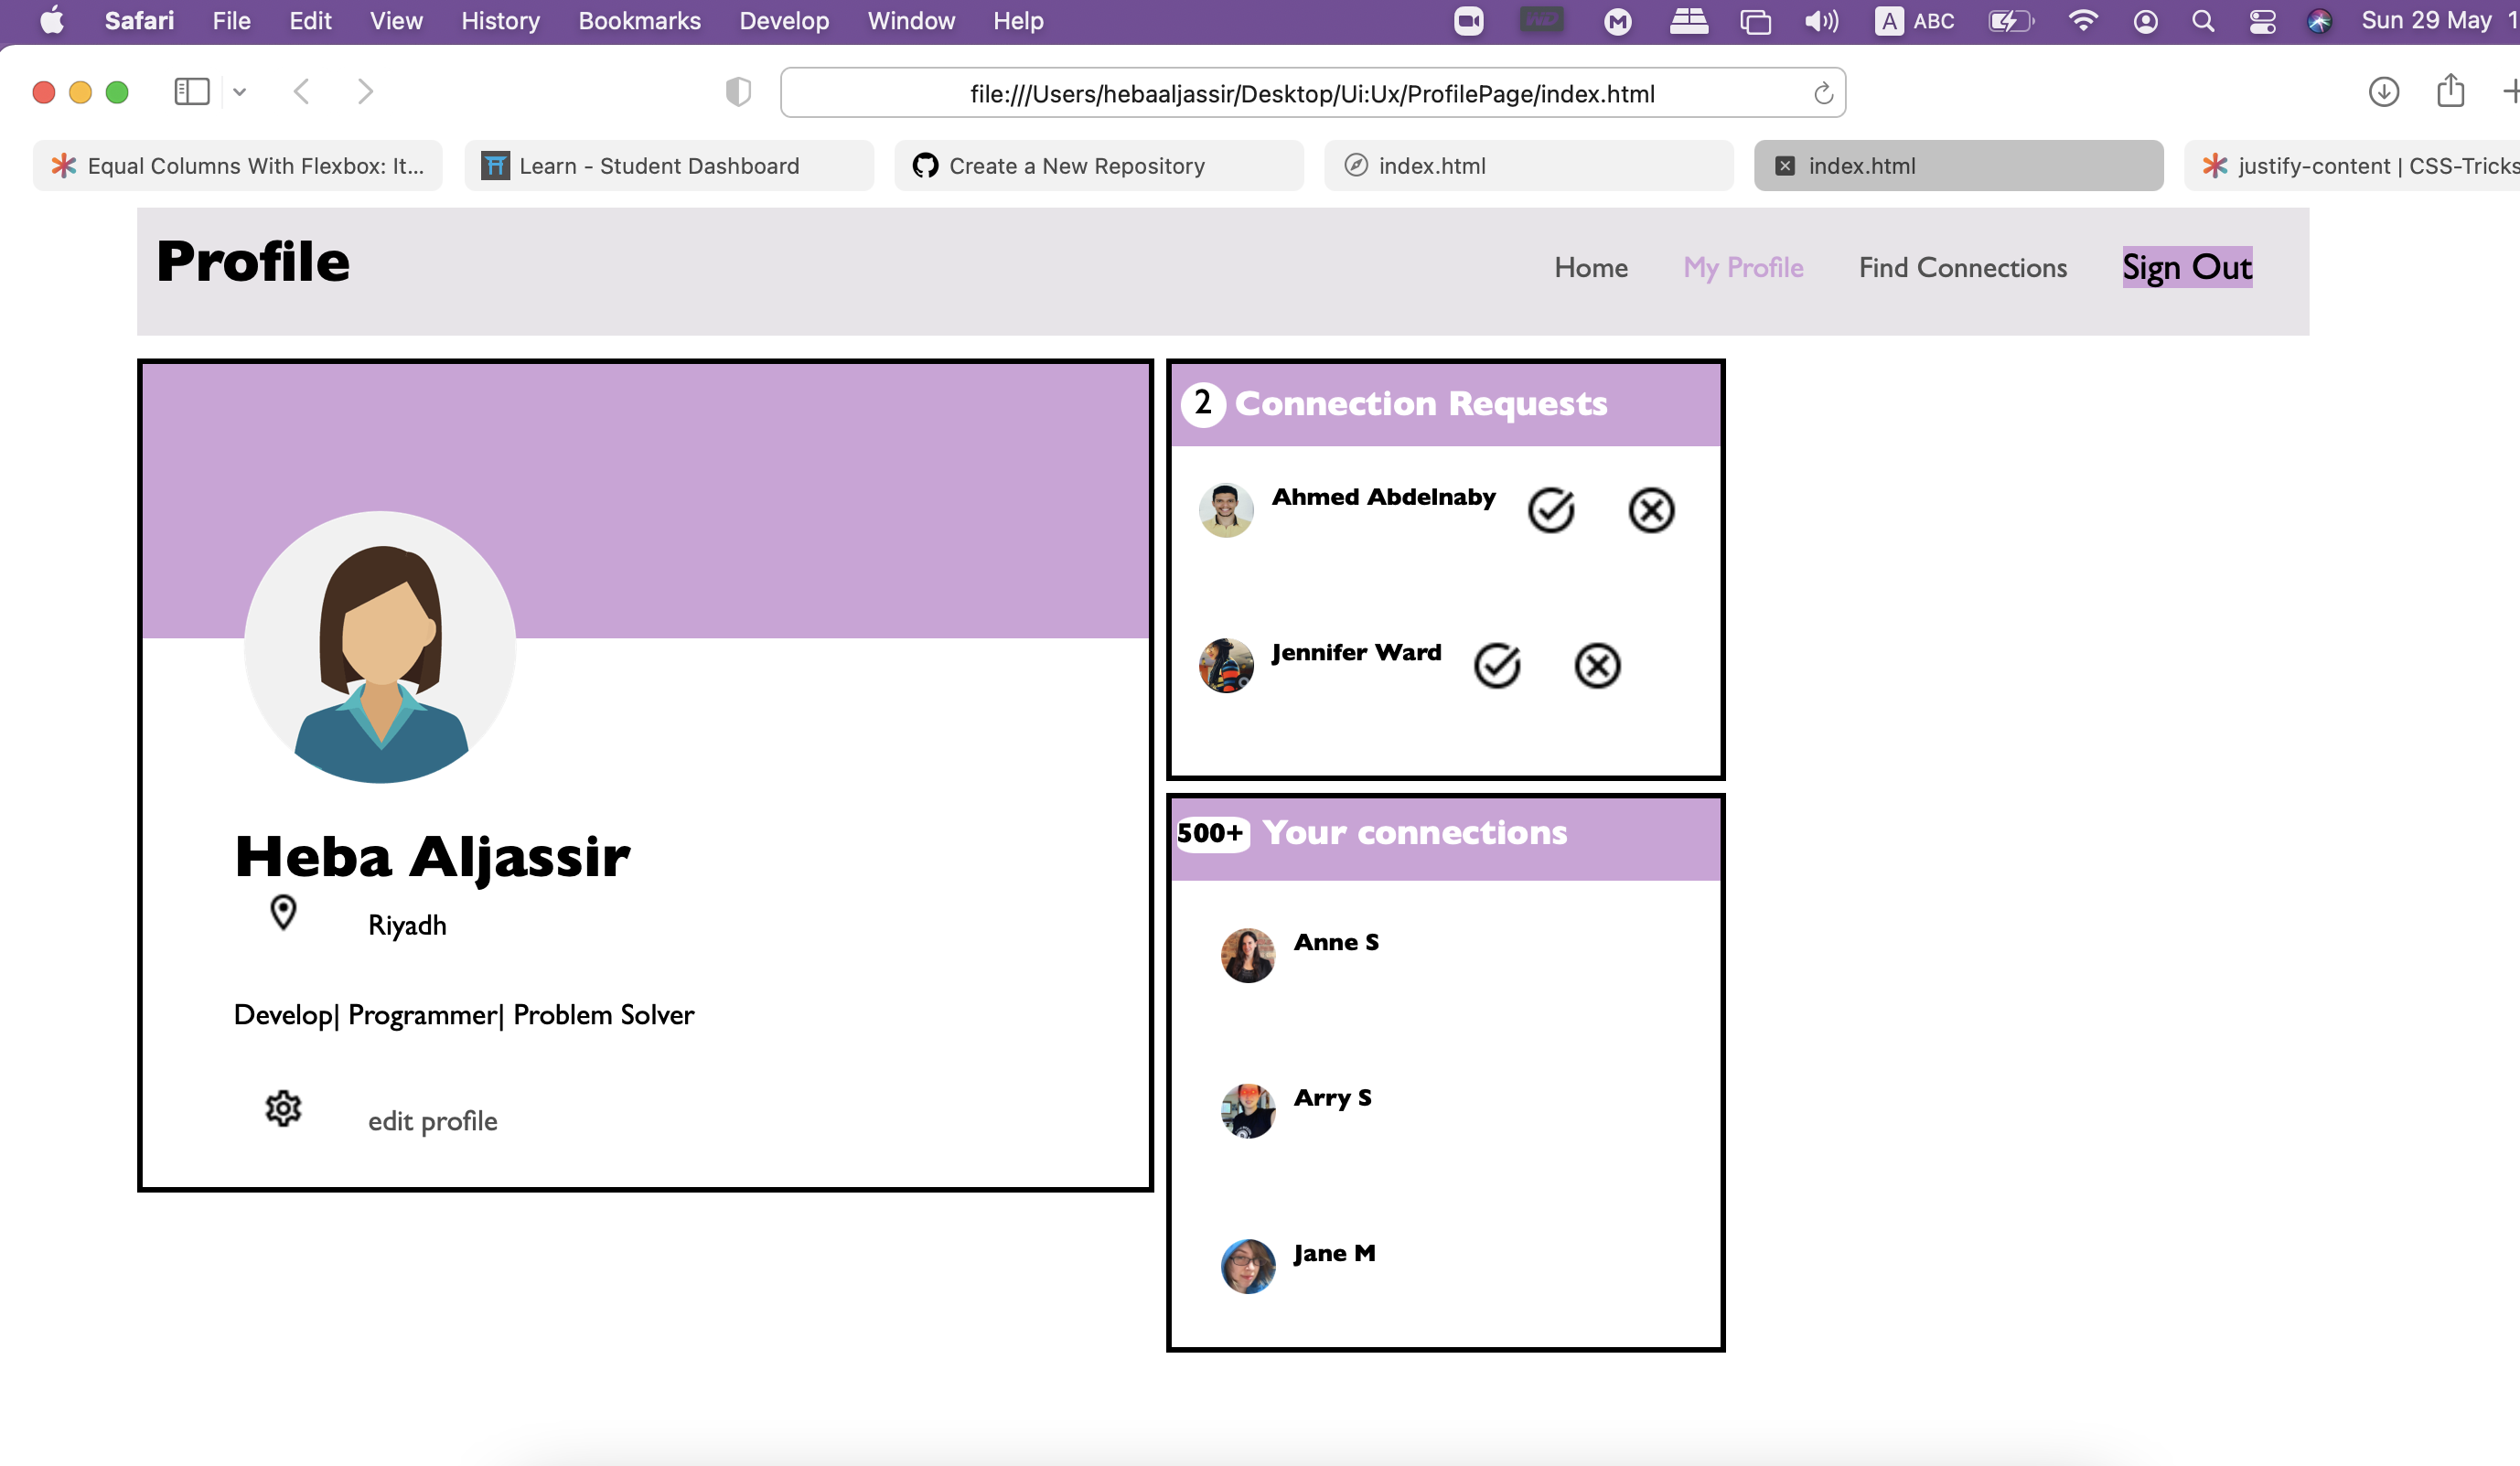 Safari File Edit View History Bookmarks Develop Window Help A ABC Sun 29 May 1
file:///Users/hebaaljassir/Desktop/Ui:Ux/ProfilePage/index.html
Equal Columns With Flexbox: It... Learn - Student Dashboard Create a New Repository index.html index.html justify-content | CSS-Tricks
Profile Home My Profile Find Connections Sign Out
2 Connection Requests
Ahmed Abdelnaby
Jennifer Ward
Heba Aljassir
Riyadh
Develop| Programmer| Problem Solver
edit profile
500+ Your connections
Anne S
Arry S
Jane M